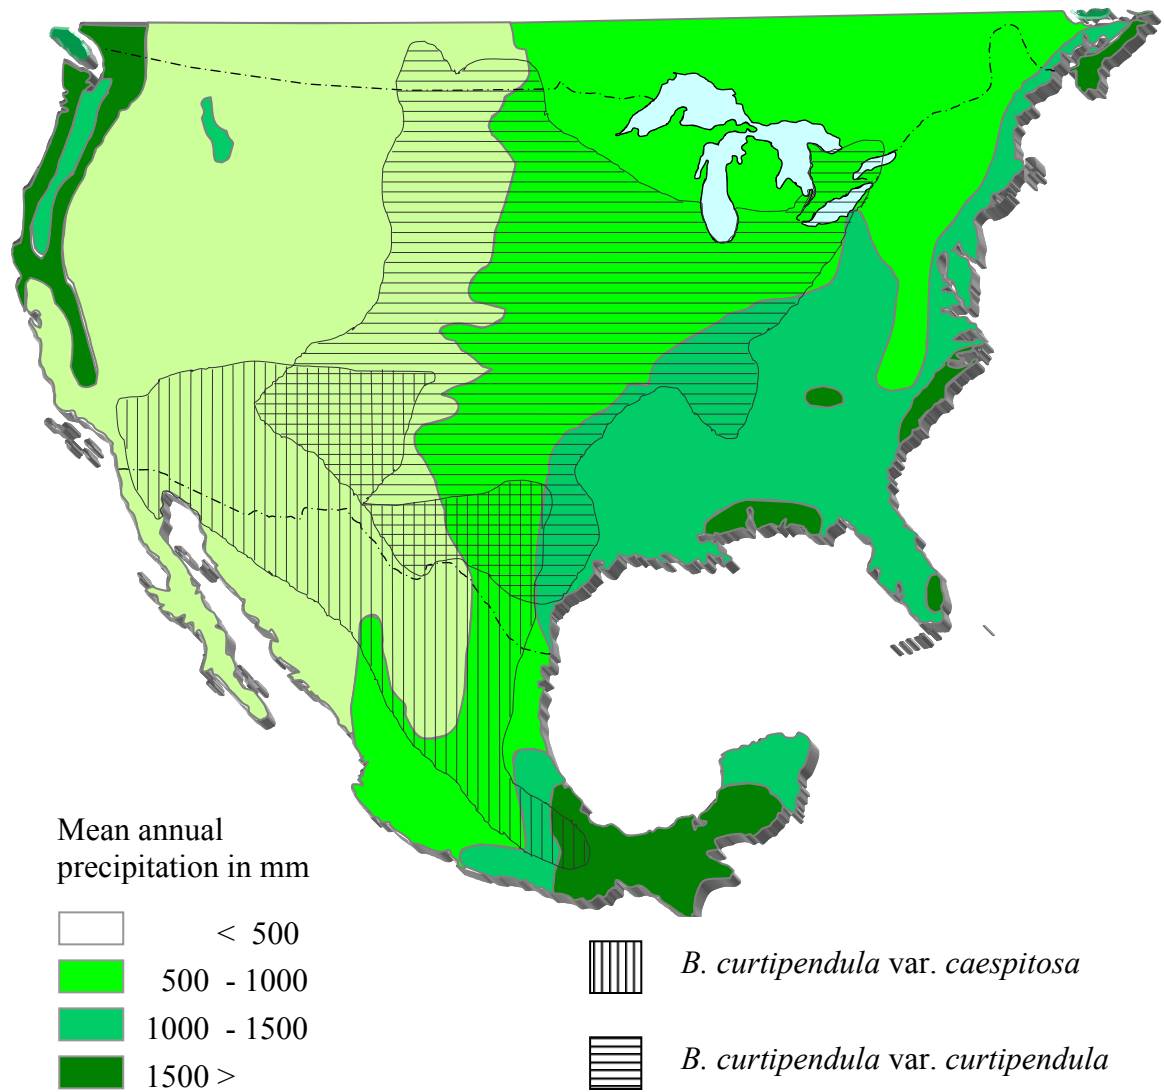 Mean annual
precipitation in mm
< 500
500 - 1000
1000 - 1500
1500 >
B. curtipendula var. caespitosa
B. curtipendula var. curtipendula